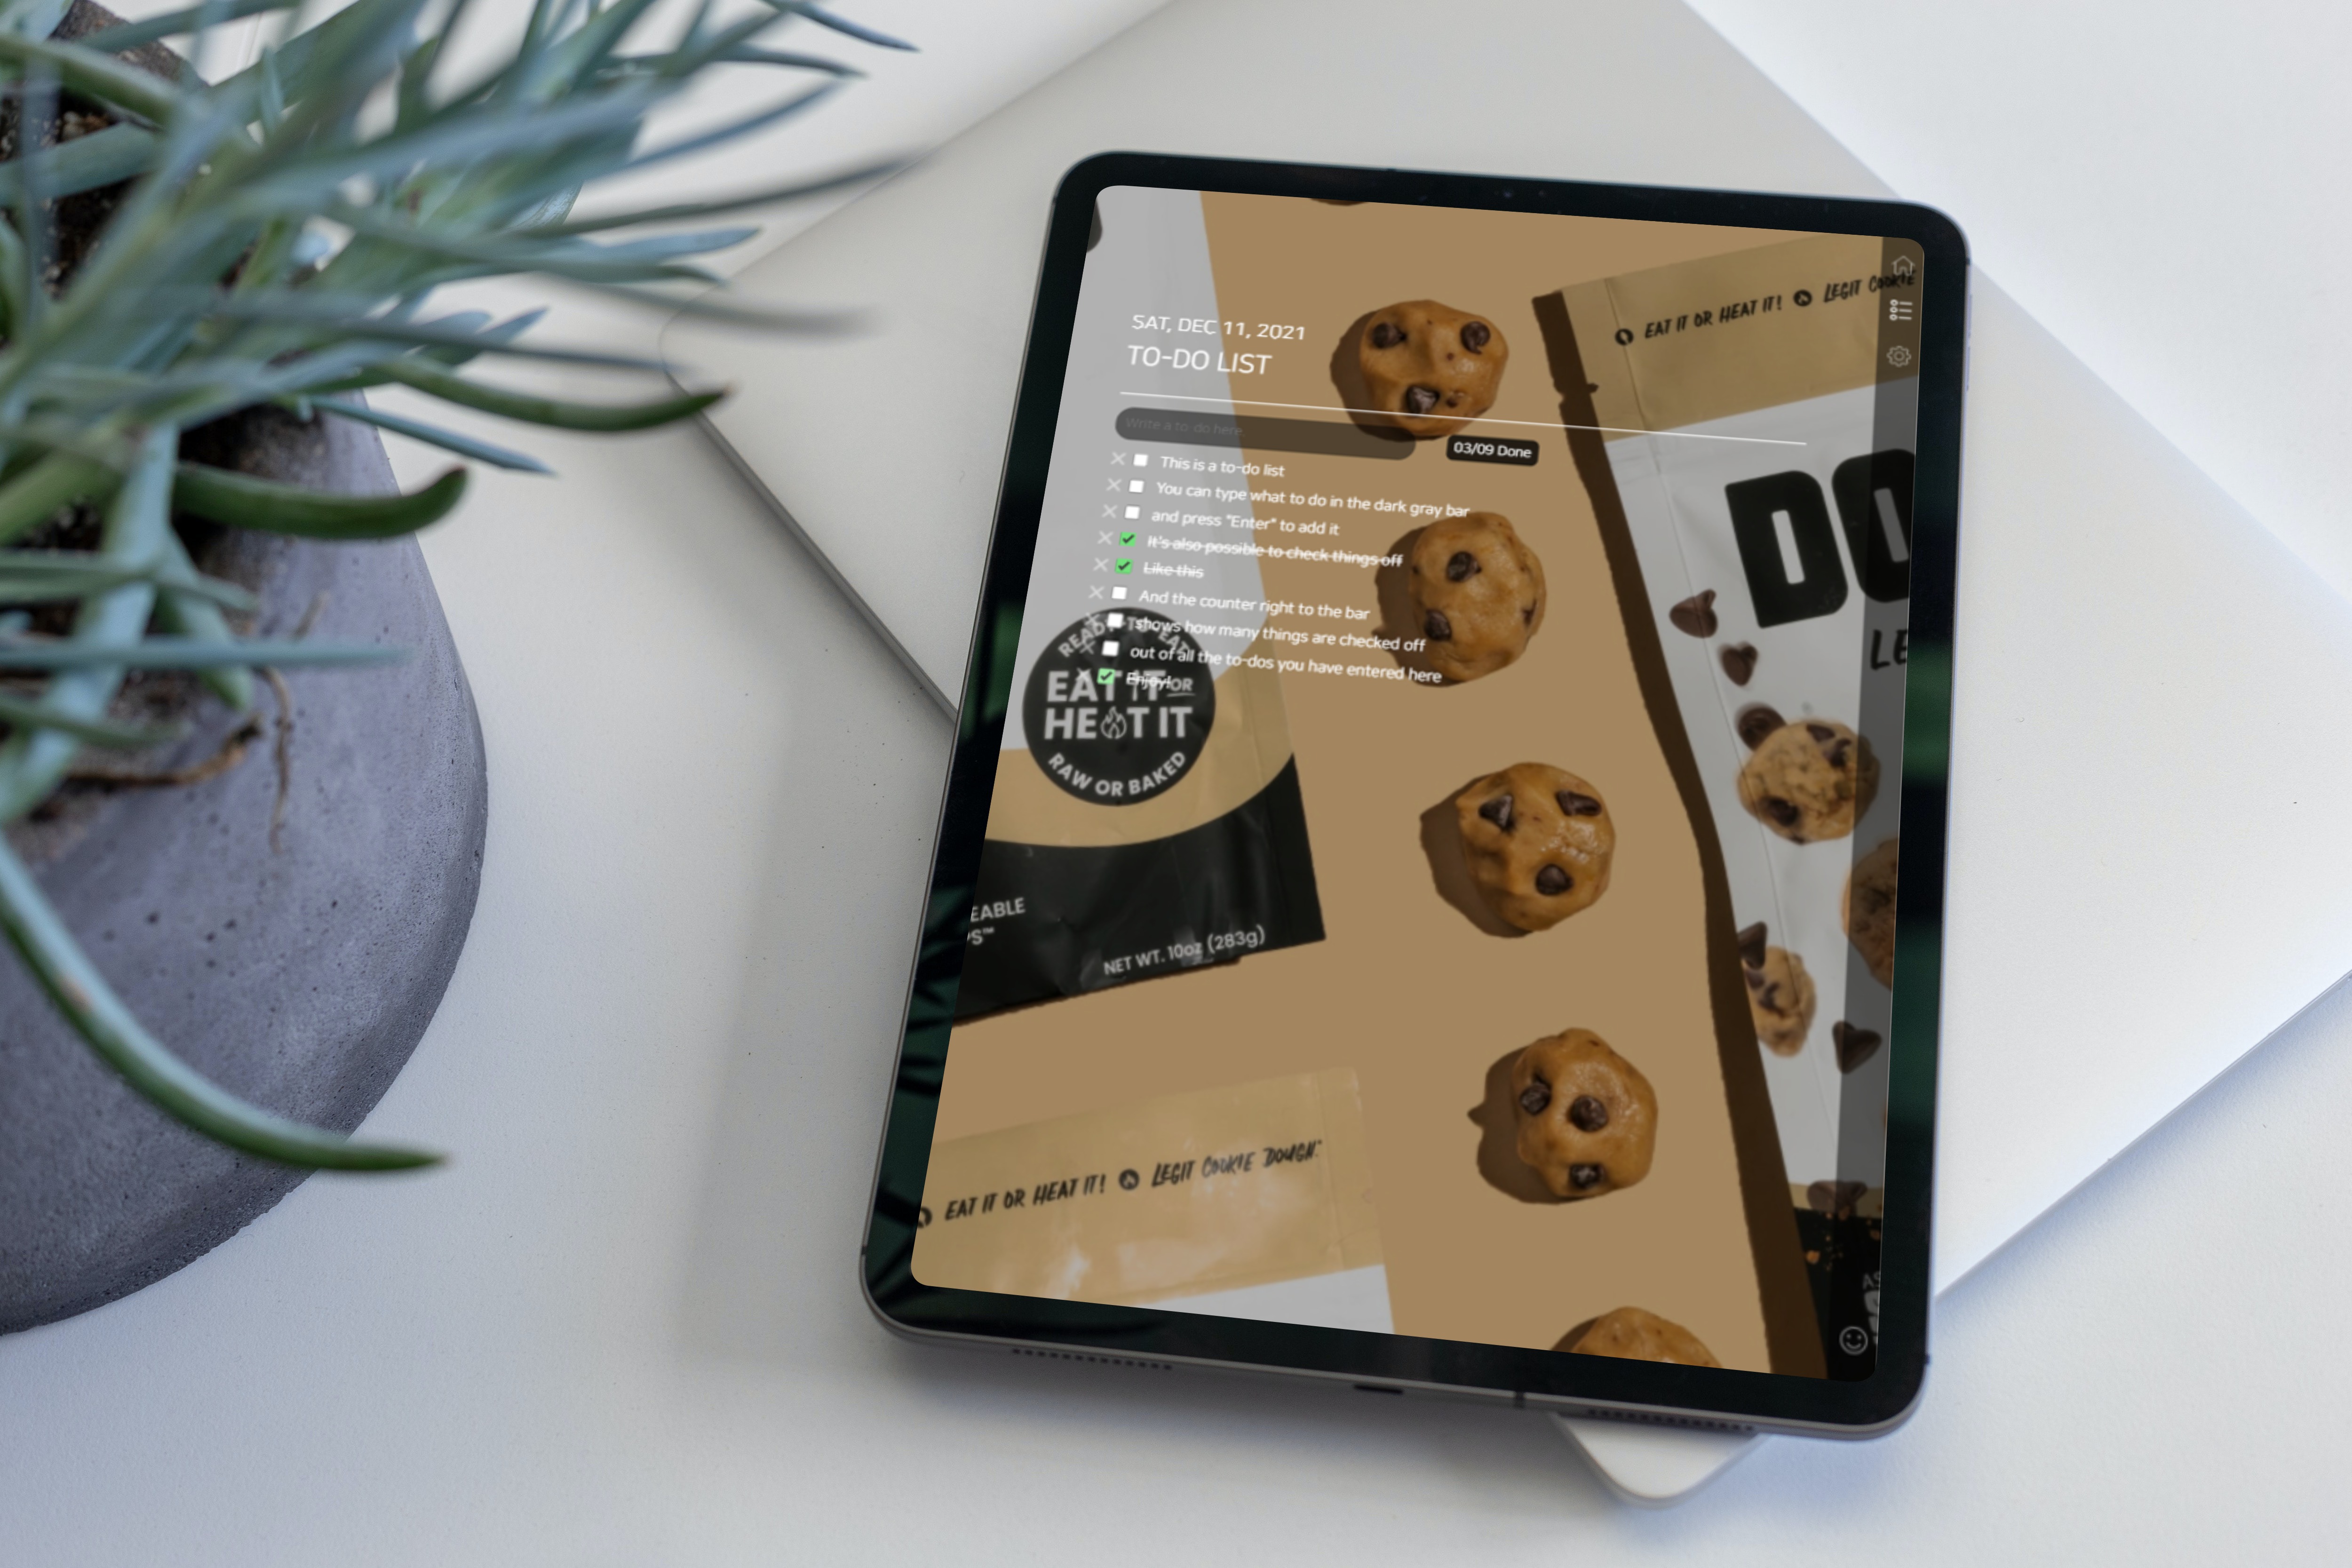 SAT, DEC 11, 2021
TO-DO LIST
Write a to-do here
03/09 Done
This is a to-do list
You can type what to do in the dark gray bar
and press "Enter" to add it
It's also possible to check things off
Like this
And the counter right to the bar
shows how many things are checked off
out of all the to-dos you have entered here
Enjoy!
EAT IT OR HEAT IT! LEGIT COOKIE
DO
LE
READY TO EAT
EAT IT OR
HEAT IT
RAW OR BAKED
EABLE
PS™
NET WT. 10oz (283g)
EAT IT OR HEAT IT! LEGIT COOKIE DOUGH™
AS